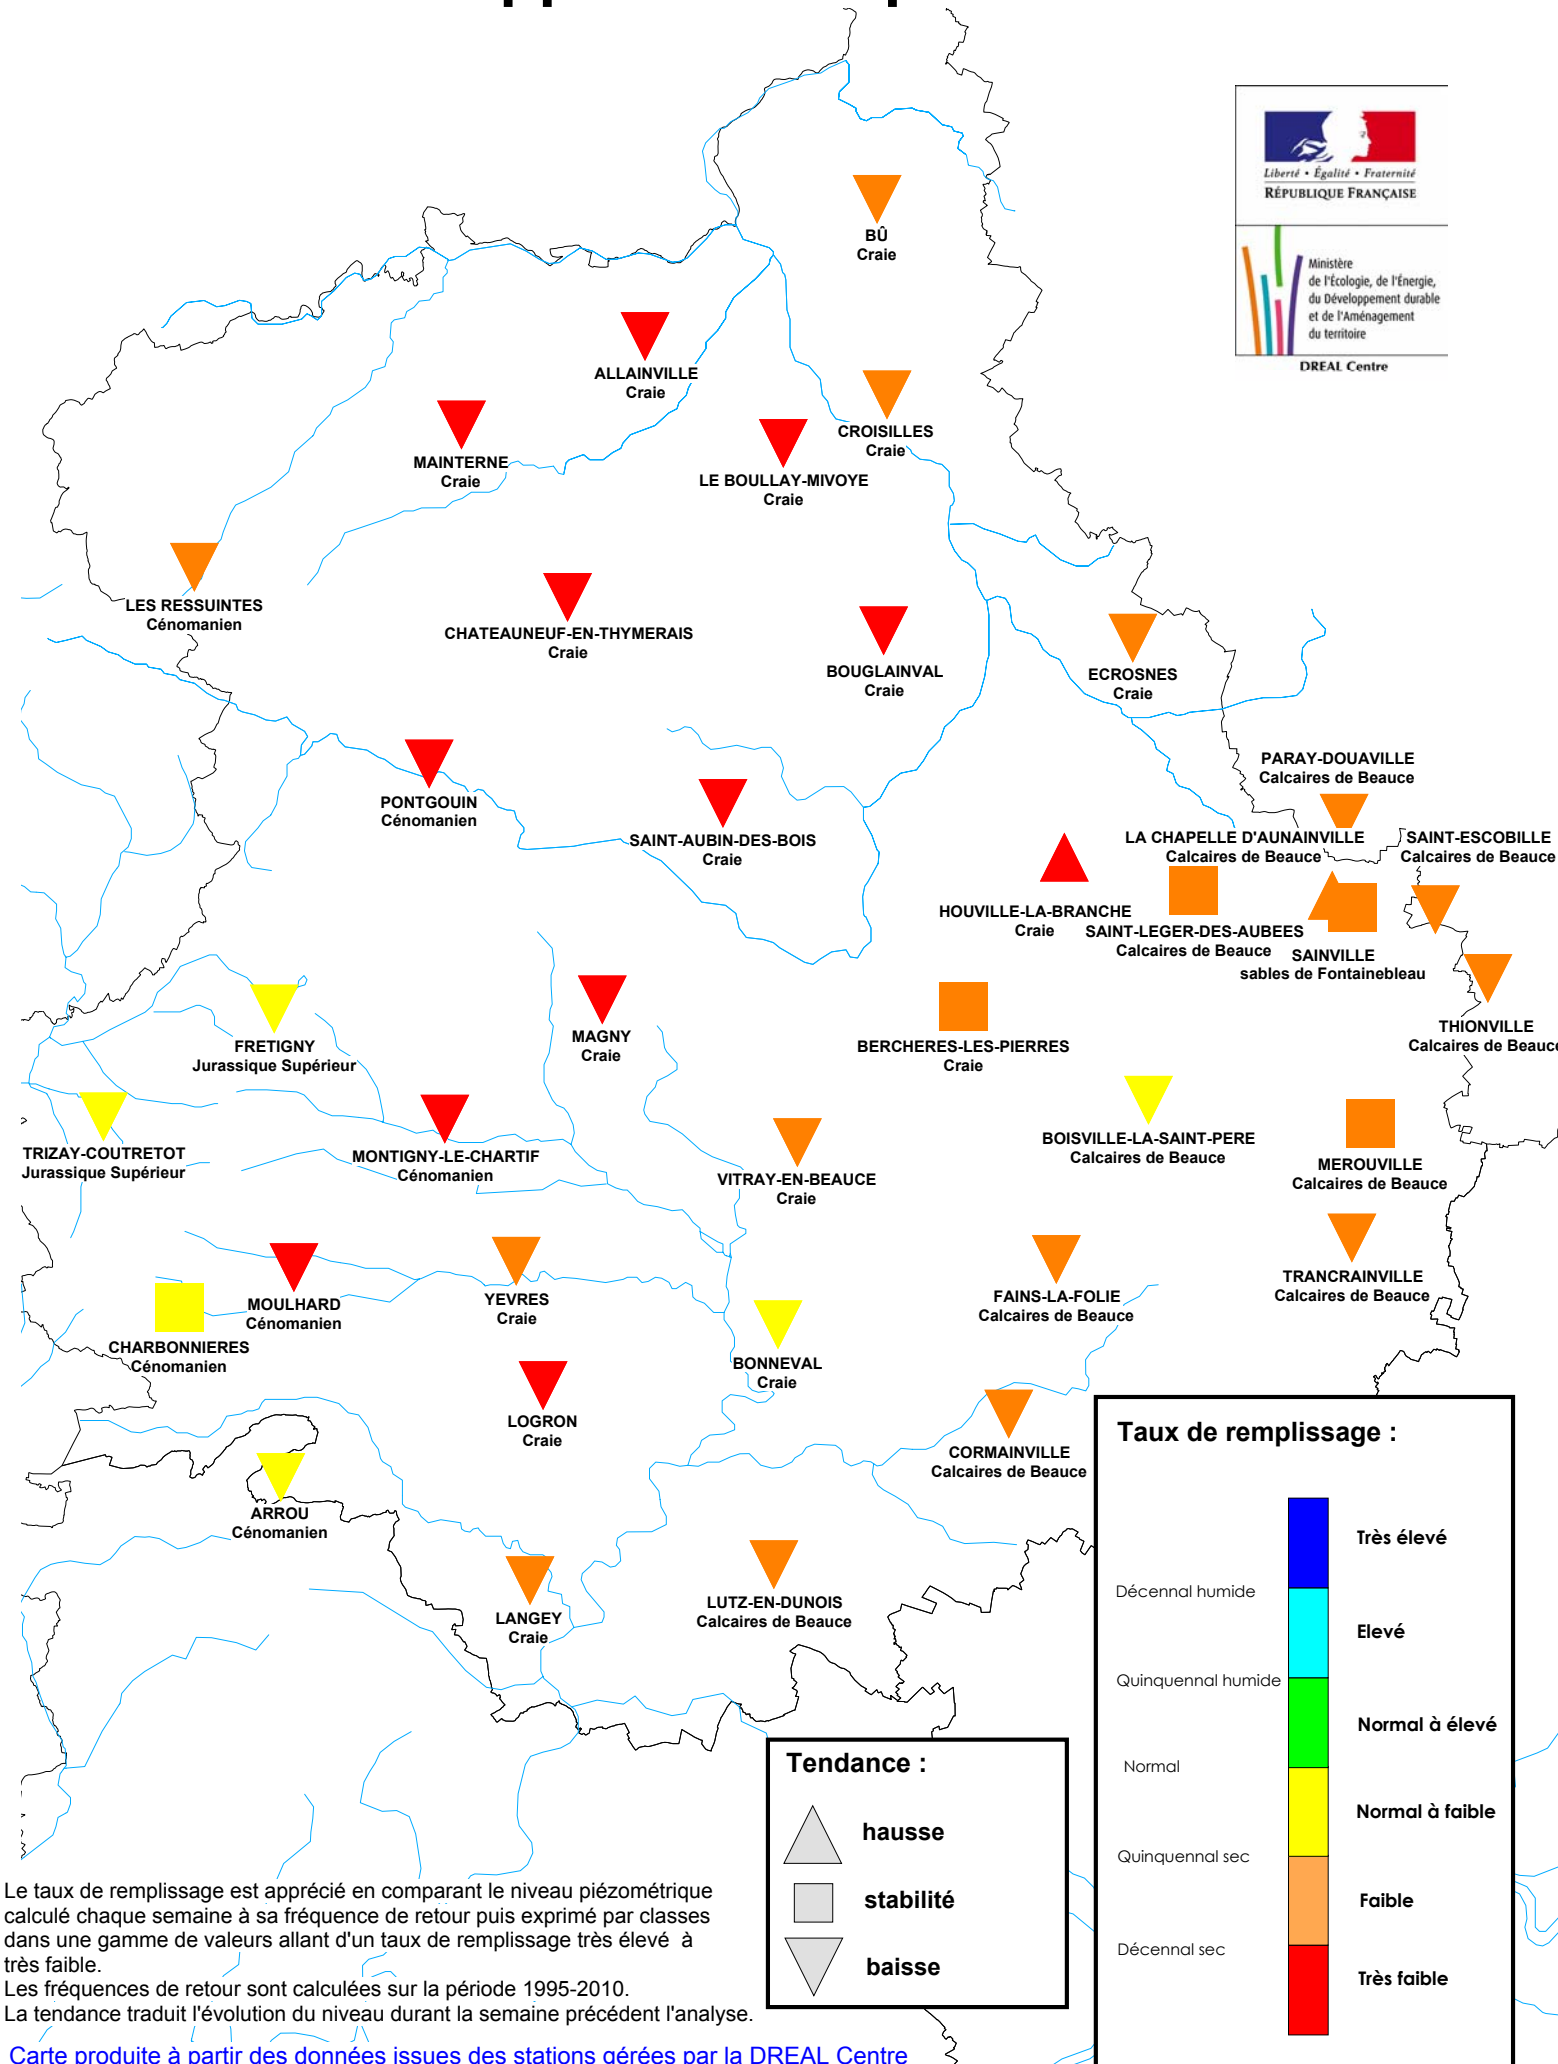 Liberté • Égalité • Fraternité
RÉPUBLIQUE FRANÇAISE
Ministère
de l'Écologie, de l'Énergie,
du Développement durable
et de l'Aménagement
du territoire
DREAL Centre
BÛ
Craie
ALLAINVILLE
Craie
CROISILLES
Craie
MAINTERNE
Craie
LE BOULLAY-MIVOYE
Craie
LES RESSUINTES
Cénomanien
CHATEAUNEUF-EN-THYMERAIS
Craie
BOUGLAINVAL
Craie
ECROSNES
Craie
PARAY-DOUAVILLE
Calcaires de Beauce
PONTGOUIN
Cénomanien
SAINT-AUBIN-DES-BOIS
Craie
LA CHAPELLE D'AUNAINVILLE
Calcaires de Beauce
SAINT-ESCOBILLE
Calcaires de Beauce
HOUVILLE-LA-BRANCHE
Craie
SAINT-LEGER-DES-AUBEES
Calcaires de Beauce
SAINVILLE
sables de Fontainebleau
THIONVILLE
Calcaires de Beauce
FRETIGNY
Jurassique Supérieur
MAGNY
Craie
BERCHERES-LES-PIERRES
Craie
TRIZAY-COUTRETOT
Jurassique Supérieur
MONTIGNY-LE-CHARTIF
Cénomanien
VITRAY-EN-BEAUCE
Craie
BOISVILLE-LA-SAINT-PERE
Calcaires de Beauce
MEROUVILLE
Calcaires de Beauce
TRANCRAINVILLE
Calcaires de Beauce
MOULHARD
Cénomanien
YEVRES
Craie
FAINS-LA-FOLIE
Calcaires de Beauce
CHARBONNIERES
Cénomanien
BONNEVAL
Craie
LOGRON
Craie
CORMAINVILLE
Calcaires de Beauce
ARROU
Cénomanien
LANGEY
Craie
LUTZ-EN-DUNOIS
Calcaires de Beauce
Taux de remplissage :
Très élevé
Décennal humide
Elevé
Quinquennal humide
Normal à élevé
Normal
Normal à faible
Quinquennal sec
Faible
Décennal sec
Très faible
Tendance :
hausse
stabilité
baisse
Le taux de remplissage est apprécié en comparant le niveau piézométrique
calculé chaque semaine à sa fréquence de retour puis exprimé par classes
dans une gamme de valeurs allant d'un taux de remplissage très élevé à
très faible.
Les fréquences de retour sont calculées sur la période 1995-2010.
La tendance traduit l'évolution du niveau durant la semaine précédent l'analyse.
Carte produite à partir des données issues des stations gérées par la DREAL Centre